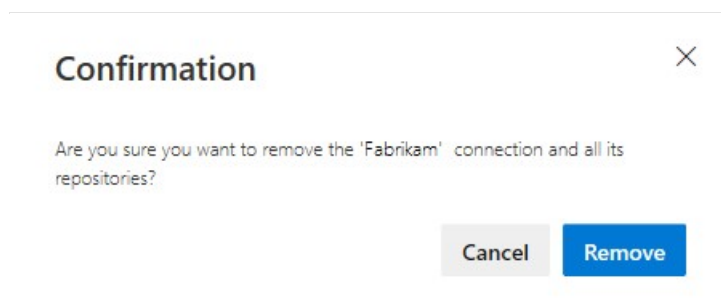 Confirmation
Are you sure you want to remove the 'Fabrikam' connection and all its
repositories?
Cancel Remove